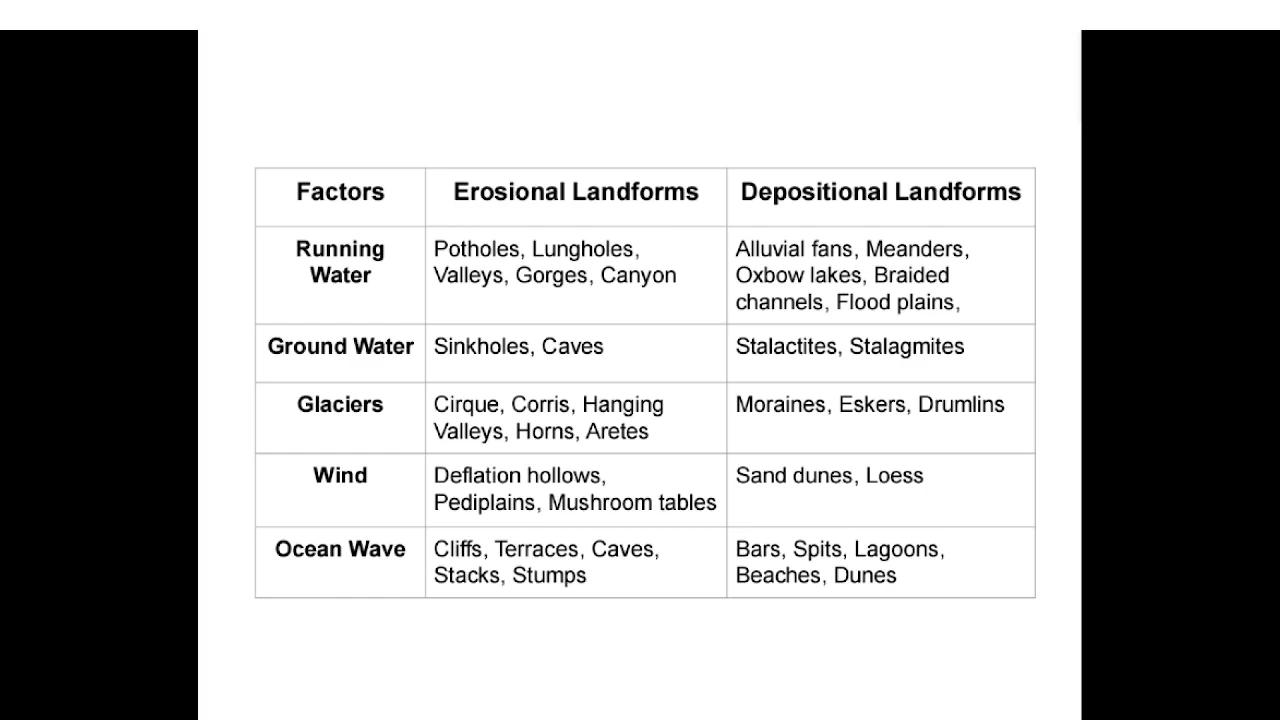 Factors
Erosional Landforms
Depositional Landforms
Running
Water
Potholes, Lungholes,
Valleys, Gorges, Canyon
Alluvial fans, Meanders,
Oxbow lakes, Braided
channels, Flood plains,
Ground Water
Sinkholes, Caves
Stalactites, Stalagmites
Glaciers
Cirque, Corris, Hanging
Valleys, Horns, Aretes
Moraines, Eskers, Drumlins
Wind
Deflation hollows,
Pediplains, Mushroom tables
Sand dunes, Loess
Ocean Wave
Cliffs, Terraces, Caves,
Stacks, Stumps
Bars, Spits, Lagoons,
Beaches, Dunes